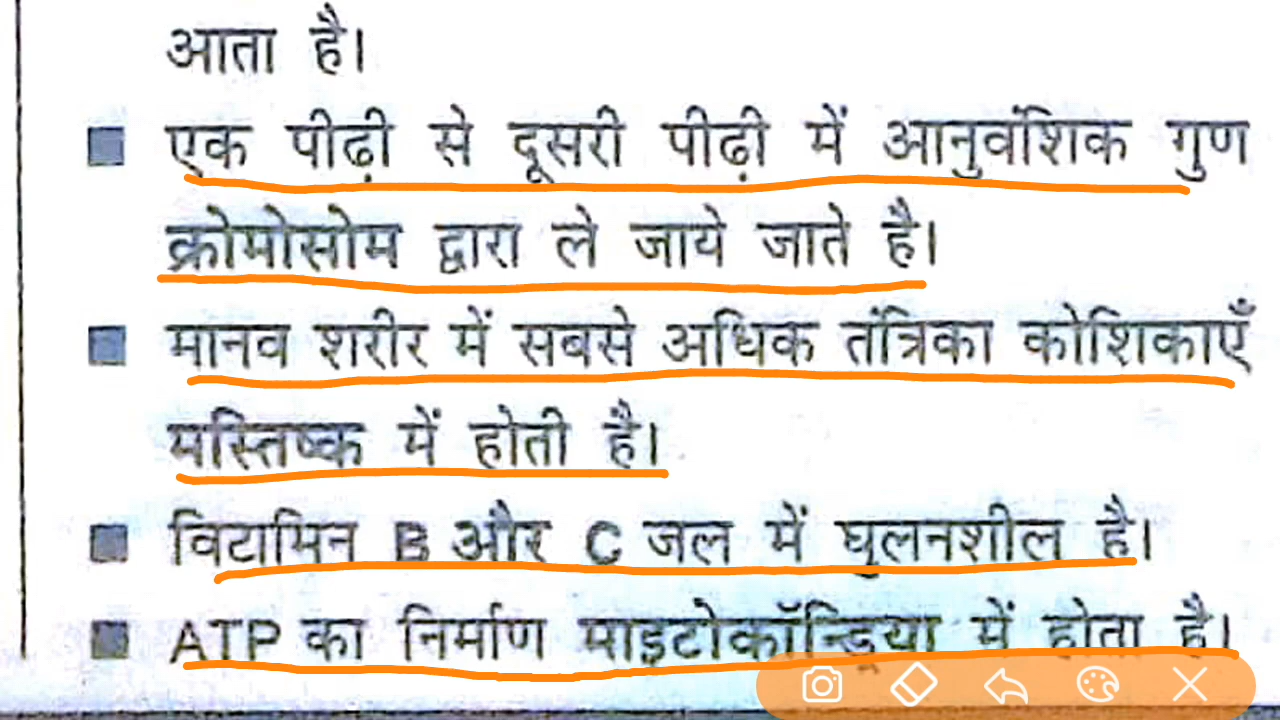 आता है।
■ एक पीढ़ी से दूसरी पीढ़ी में आनुवंशिक गुण
क्रोमोसोम द्वारा ले जाये जाते है।
■ मानव शरीर में सबसे अधिक तंत्रिका कोशिकाएँ
मस्तिष्क में होती है।
■ विटामिन B और C जल में घुलनशील है।
■ ATP का निर्माण माइटोकॉन्ड्रिया में होता है।